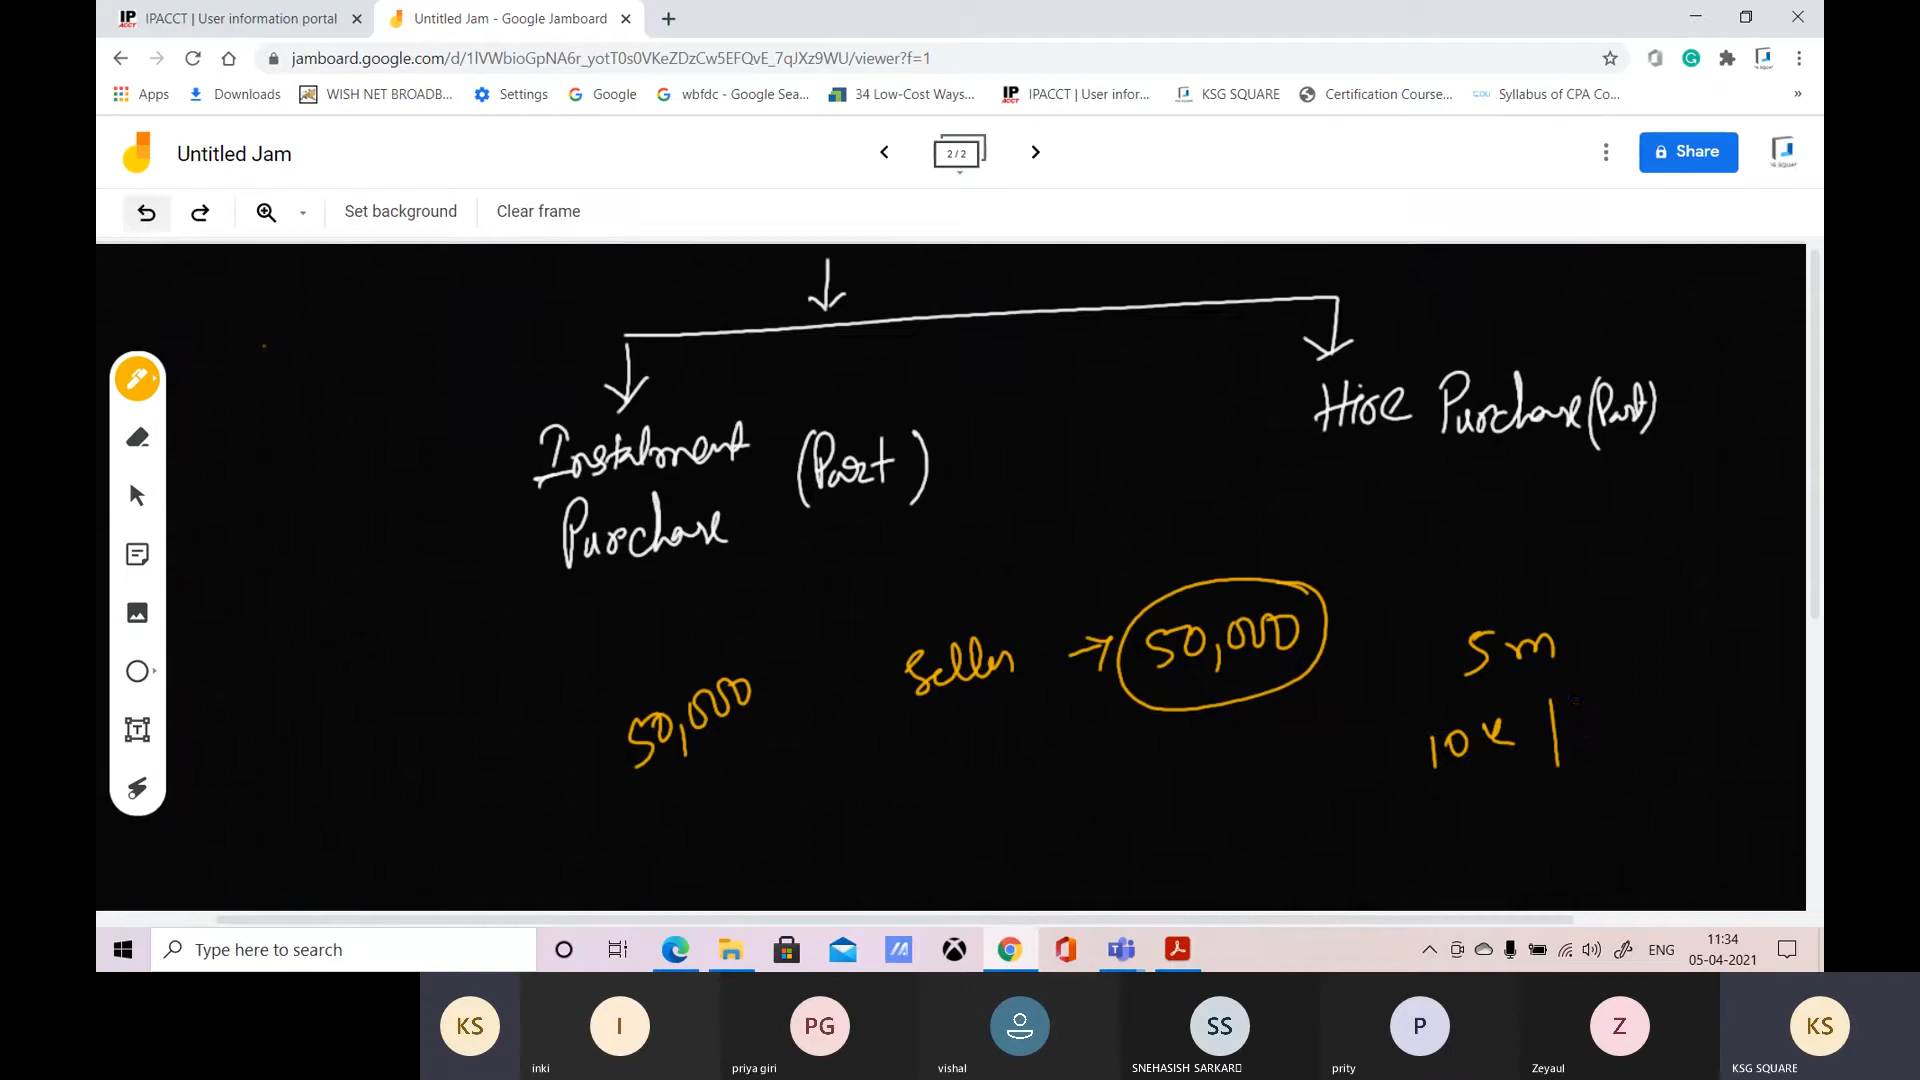 IPACCT | User information portal
Untitled Jam - Google Jamboard
jamboard.google.com/d/1lVWbioGpNA6r_yotT0s0VKeZDzCw5EFQvE_7qJXz9WU/viewer?f=1
Apps Downloads WISH NET BROADB... Settings Google wbfdc - Google Sea... 34 Low-Cost Ways... IPACCT | User infor... KSG SQUARE Certification Course... Syllabus of CPA Co... »
Untitled Jam
2 / 2
Share
Set background Clear frame
Hire Purchase (Part)
Instalment (Part)
Purchase
Seller → 50,000 5 m
50,000
10 k |
Type here to search
ENG
11:34
05-04-2021
KS I PG SS P Z KS
inki priya giri vishal SNEHASISH SARKAR prity Zeyaul KSG SQUARE